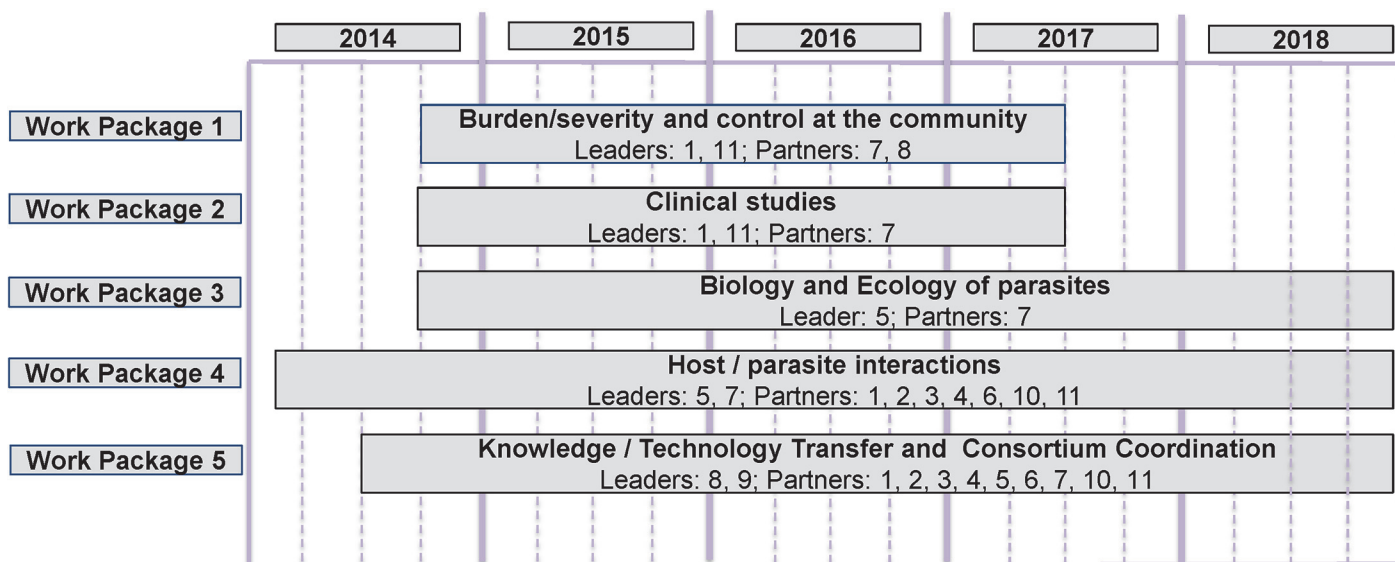 2014
2015
2016
2017
2018
Work Package 1
Burden/severity and control at the community
Leaders: 1, 11; Partners: 7, 8
Work Package 2
Clinical studies
Leaders: 1, 11; Partners: 7
Work Package 3
Biology and Ecology of parasites
Leader: 5; Partners: 7
Work Package 4
Host / parasite interactions
Leaders: 5, 7; Partners: 1, 2, 3, 4, 6, 10, 11
Work Package 5
Knowledge / Technology Transfer and Consortium Coordination
Leaders: 8, 9; Partners: 1, 2, 3, 4, 5, 6, 7, 10, 11